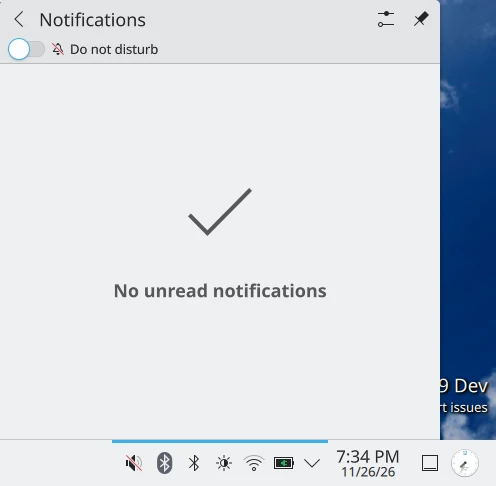 Notifications
Do not disturb
No unread notifications
9 Dev
rt issues
7:34 PM
11/26/26